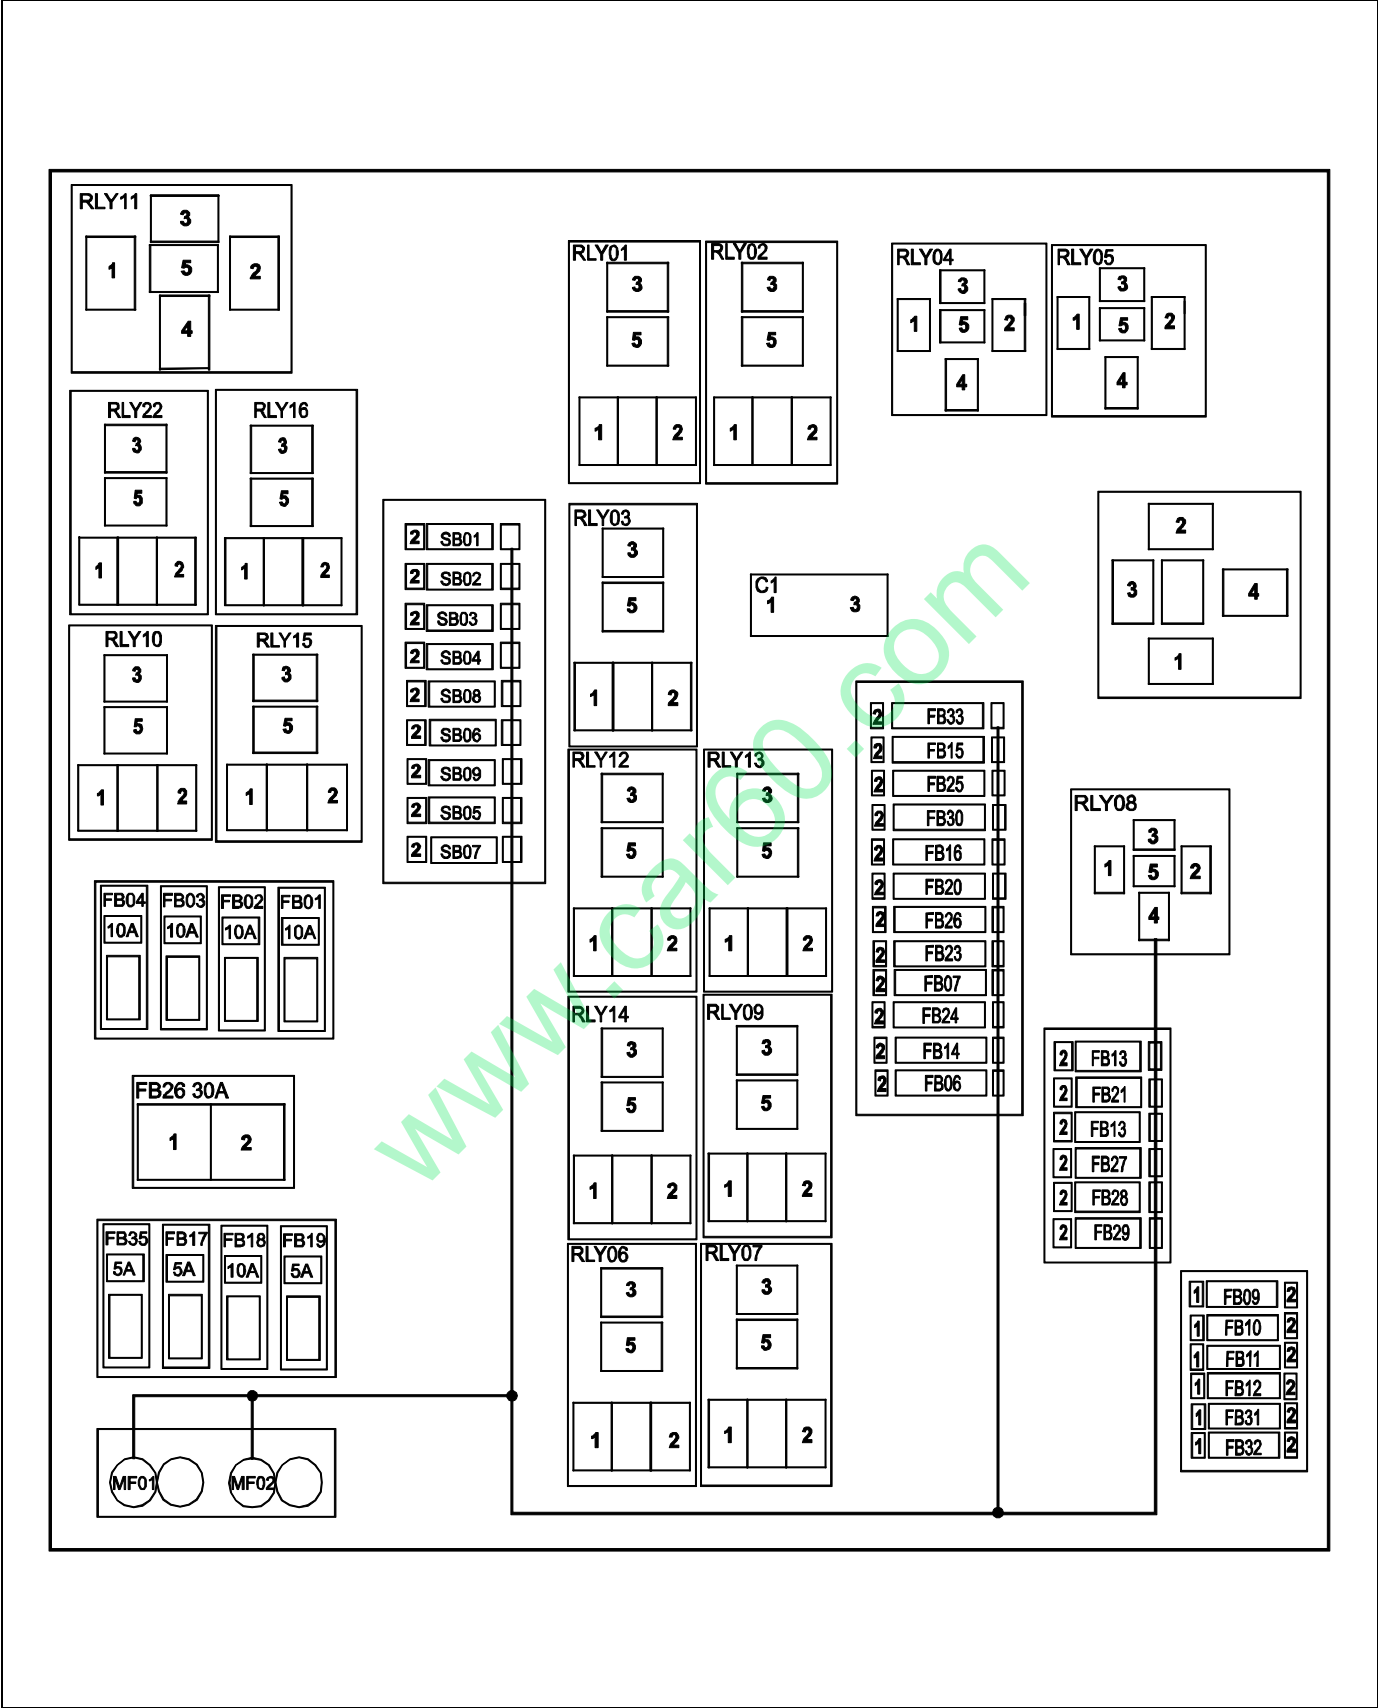 RLY11
3
1
5
2
4
RLY22
3
5
1 2
RLY16
3
5
1 2
RLY10
3
5
1 2
RLY15
3
5
1 2
FB04 FB03 FB02 FB01
10A 10A 10A 10A
FB26 30A
1 2
FB35 FB17 FB18 FB19
5A 5A 10A 5A
MF01 MF02
2 SB01
2 SB02
2 SB03
2 SB04
2 SB08
2 SB06
2 SB09
2 SB05
2 SB07
RLY01
3
5
1 2
RLY02
3
5
1 2
RLY03
3
5
1 2
RLY12
3
5
1 2
RLY13
3
5
1 2
RLY14
3
5
1 2
RLY09
3
5
1 2
RLY06
3
5
1 2
RLY07
3
5
1 2
C1
1 3
RLY04
3
1 5 2
4
RLY05
3
1 5 2
4
2
3 4
1
2 FB33
2 FB15
2 FB25
2 FB30
2 FB16
2 FB20
2 FB26
2 FB23
2 FB07
2 FB24
2 FB14
2 FB06
RLY08
3
1 5 2
4
2 FB13
2 FB21
2 FB13
2 FB27
2 FB28
2 FB29
1 FB09 2
1 FB10 2
1 FB11 2
1 FB12 2
1 FB31 2
1 FB32 2
www.car60.com